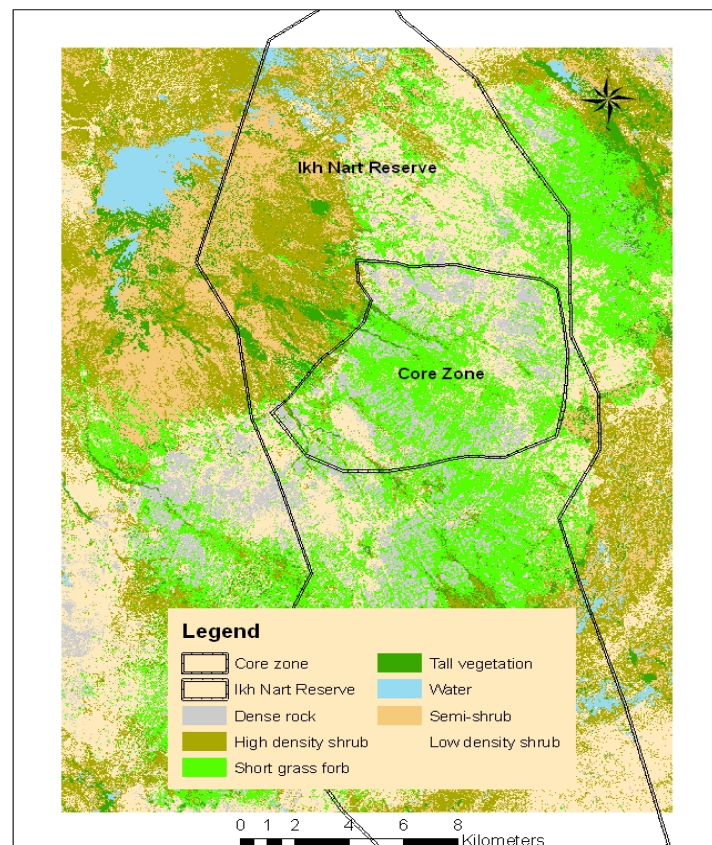 Ikh Nart Reserve
Core Zone
Legend
Core zone
Ikh Nart Reserve
Dense rock
High density shrub
Short grass forb
Tall vegetation
Water
Semi-shrub
Low density shrub
0 1 2 4 6 8
Kilometers